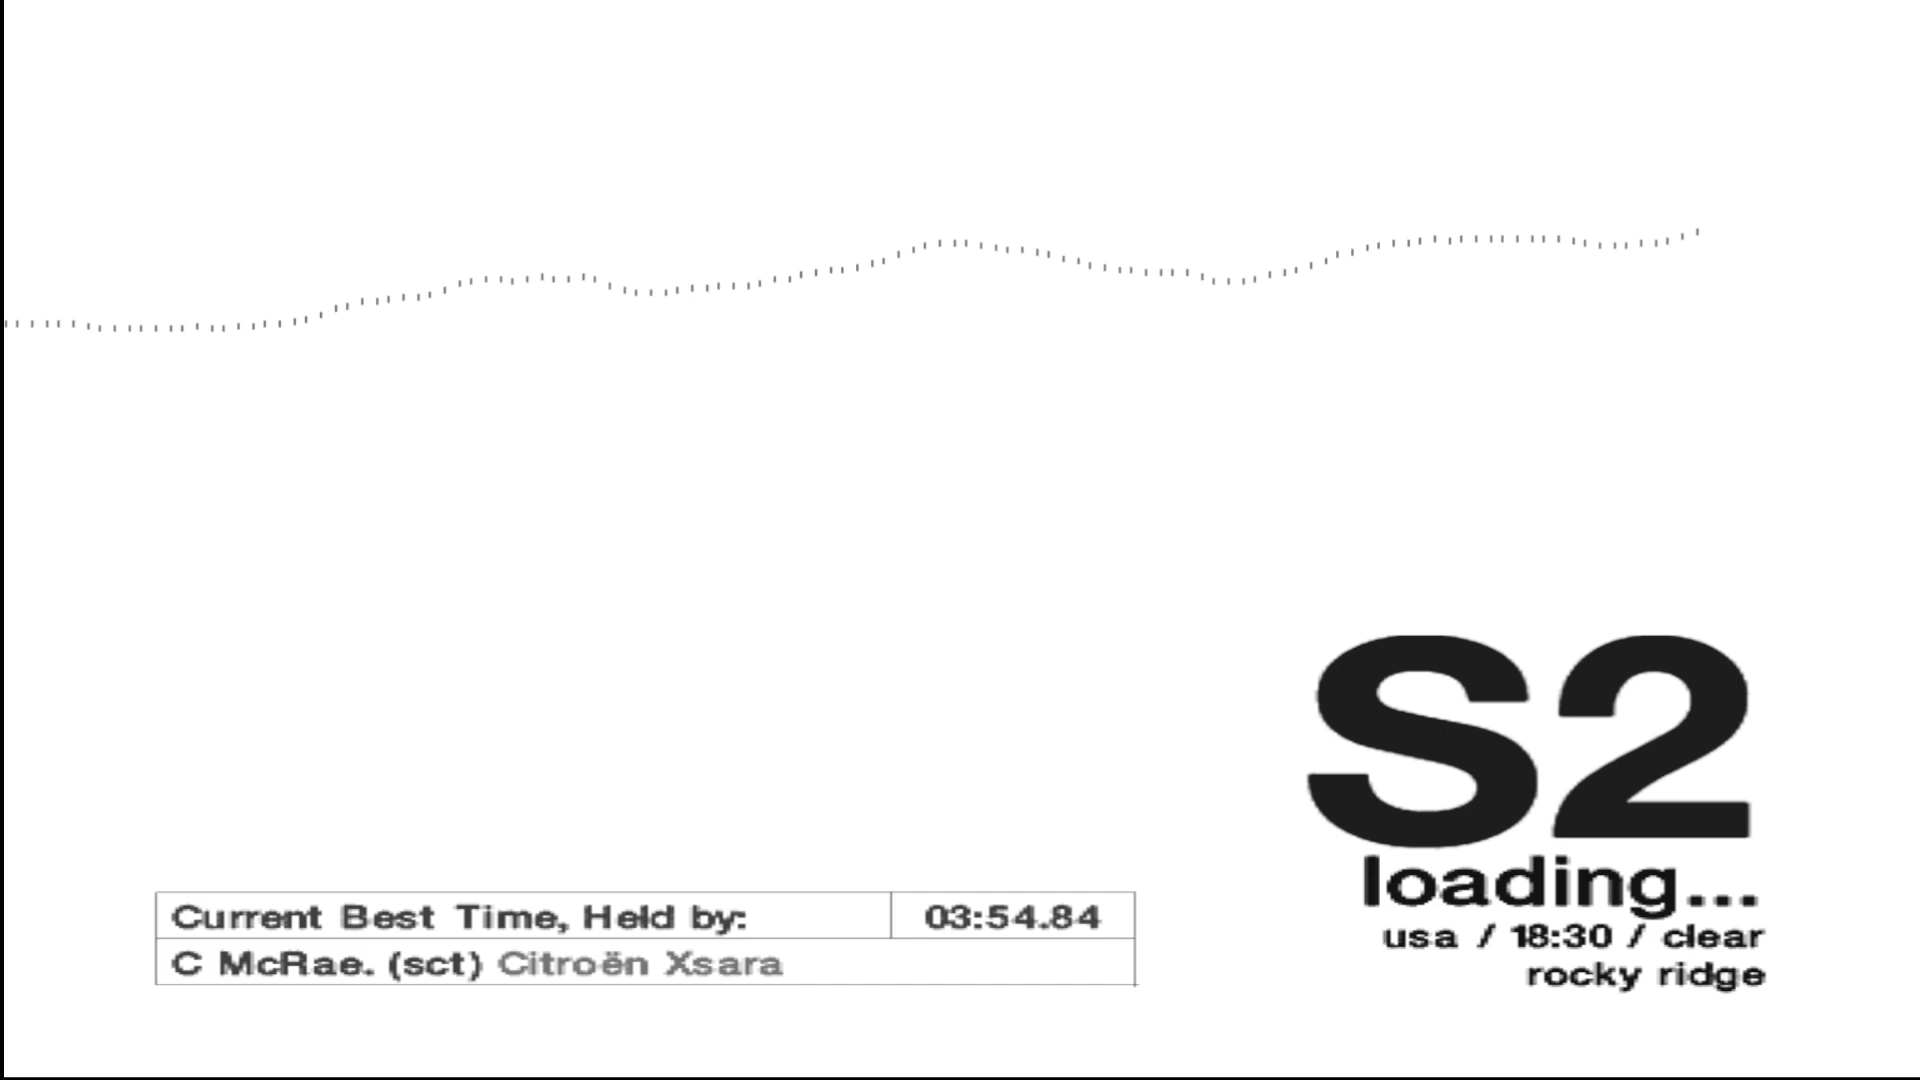 S2
loading...
usa / 18:30 / clear
rocky ridge
Current Best Time, Held by: 03:54.84
C McRae. (sct) Citroën Xsara